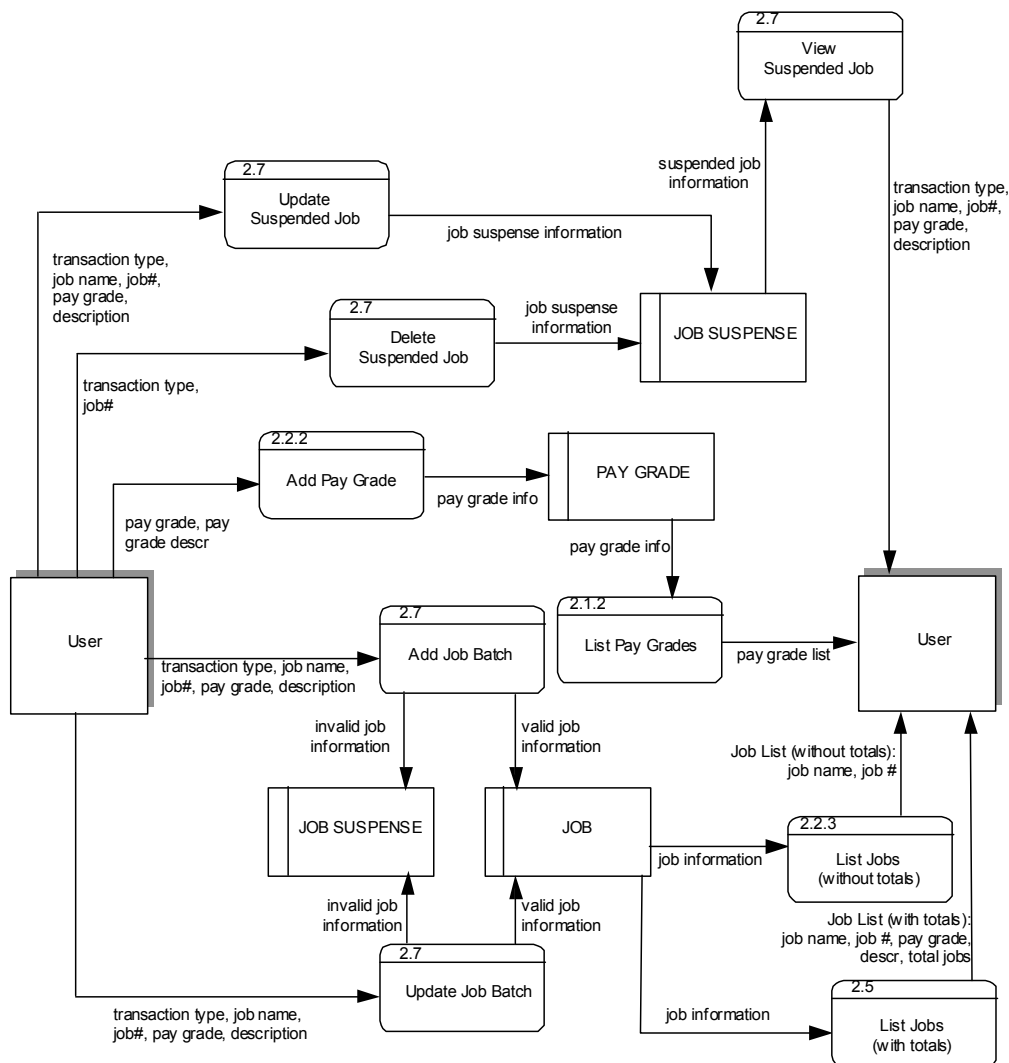 2.7
View
Suspended Job
suspended job
information
transaction type,
job name, job#,
pay grade,
description
2.7
Update
Suspended Job
job suspense information
transaction type,
job name, job#,
pay grade,
description
2.7
Delete
Suspended Job
job suspense
information
JOB SUSPENSE
transaction type,
job#
2.2.2
Add Pay Grade
pay grade info
PAY GRADE
pay grade, pay
grade descr
pay grade info
User
2.7
Add Job Batch
transaction type, job name,
job#, pay grade, description
2.1.2
List Pay Grades
pay grade list
User
invalid job
information
valid job
information
Job List (without totals):
job name, job #
JOB SUSPENSE
JOB
job information
2.2.3
List Jobs
(without totals)
invalid job
information
valid job
information
Job List (with totals):
job name, job #, pay grade,
descr, total jobs
2.7
Update Job Batch
transaction type, job name,
job#, pay grade, description
job information
2.5
List Jobs
(with totals)